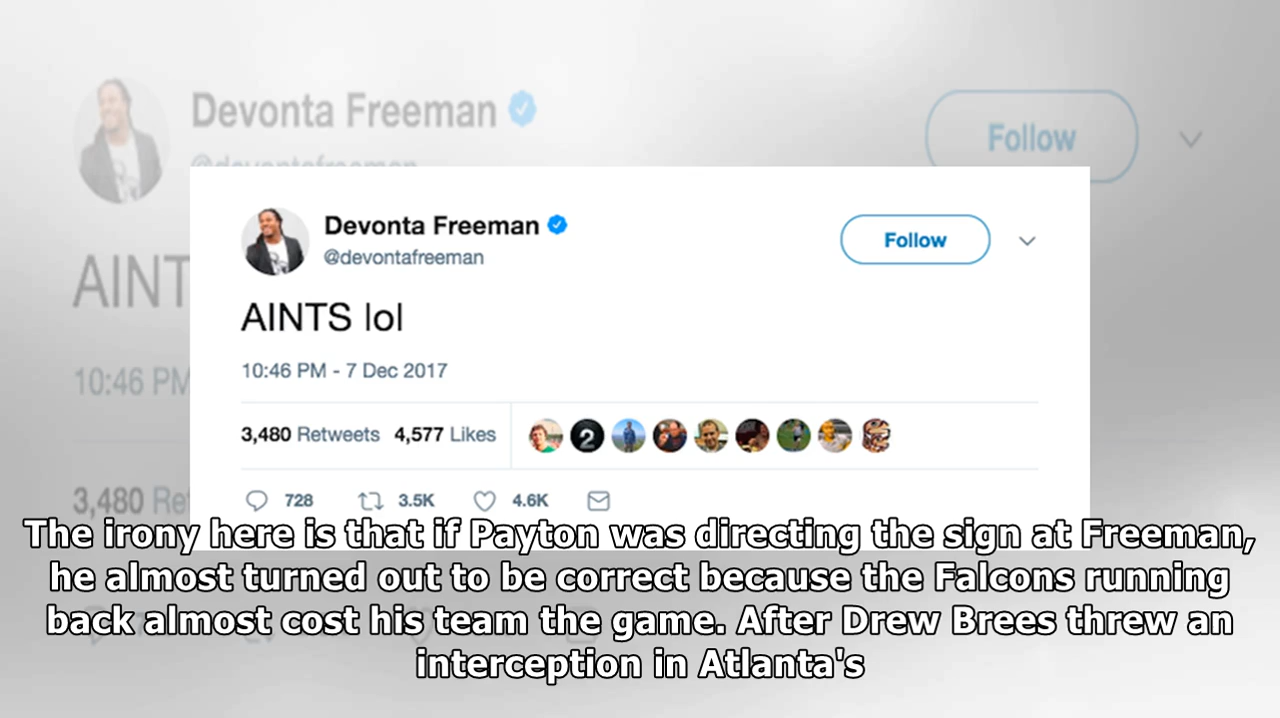 Devonta Freeman
Follow
@devontafreeman
Devonta Freeman
@devontafreeman
Follow
AINT
AINTS lol
10:46 PM
10:46 PM - 7 Dec 2017
3,480 Retweets 4,577 Likes
2
3,480 Re
728 3.5K 4.6K
The irony here is that if Payton was directing the sign at Freeman,
he almost turned out to be correct because the Falcons running
back almost cost his team the game. After Drew Brees threw an
interception in Atlanta's